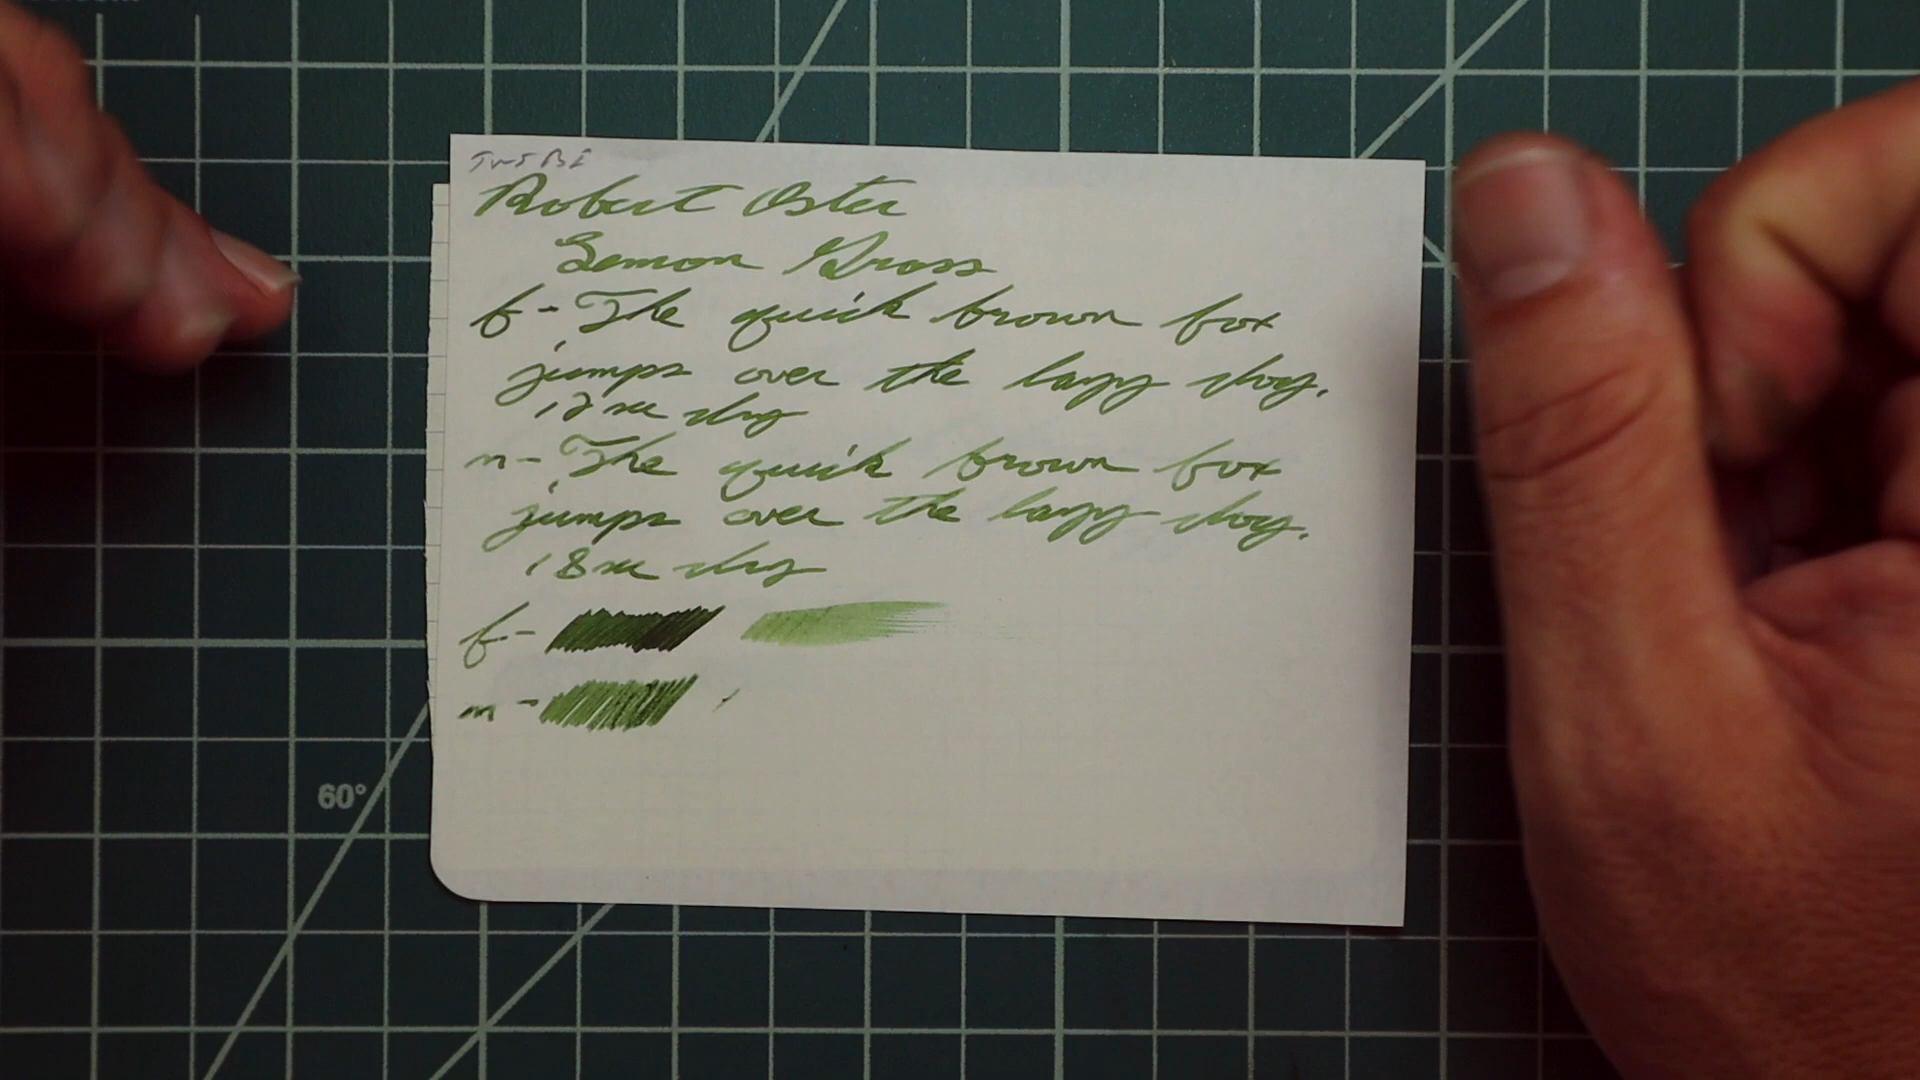 TWSBI
Robert Oster
Lemon Grass
f - The quick brown fox
jumps over the lazy dog.
12 sec dry
m - The quick brown fox
jumps over the lazy dog.
18 sec dry
f -
m -
60°